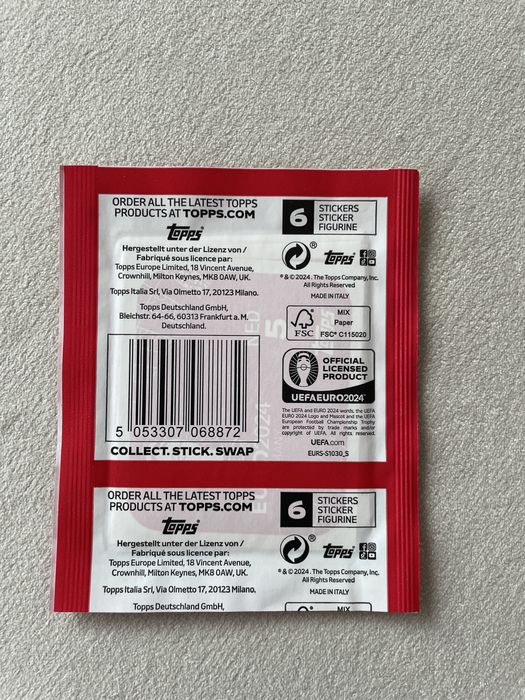 ORDER ALL THE LATEST TOPPS
PRODUCTS AT TOPPS.COM
Topps®
Hergestellt unter der Lizenz von /
Fabriqué sous licence par:
Topps Europe Limited, 18 Vincent Avenue,
Crownhill, Milton Keynes, MK8 0AW, UK.
Topps Italia Srl, Via Olmetto 17, 20123 Milano.
Topps Deutschland GmbH,
Bleichstr. 64-66, 60313 Frankfurt a. M.
Deutschland.
5 053307 068872
COLLECT. STICK. SWAP
6
STICKERS
STICKER
FIGURINE
®
Topps®
® & © 2024 . The Topps Company, Inc.
All Rights Reserved
MADE IN ITALY
FSC
MIX
Paper
FSC® C115020
OFFICIAL
LICENSED
PRODUCT
UEFAEURO2024™
The UEFA and EURO 2024 words, the UEFA
EURO 2024 Logo and Mascot and the UEFA
European Football Championship Trophy
are protected by trade marks and/or
copyright of UEFA. All rights reserved.
UEFA.com
EURS-S1030_S
ORDER ALL THE LATEST TOPPS
PRODUCTS AT TOPPS.COM
Topps®
Hergestellt unter der Lizenz von /
Fabriqué sous licence par:
Topps Europe Limited, 18 Vincent Avenue,
Crownhill, Milton Keynes, MK8 0AW, UK.
Topps Italia Srl, Via Olmetto 17, 20123 Milano.
Topps Deutschland GmbH,
6
STICKERS
STICKER
FIGURINE
®
Topps®
® & © 2024 . The Topps Company, Inc.
All Rights Reserved
MADE IN ITALY
MIX